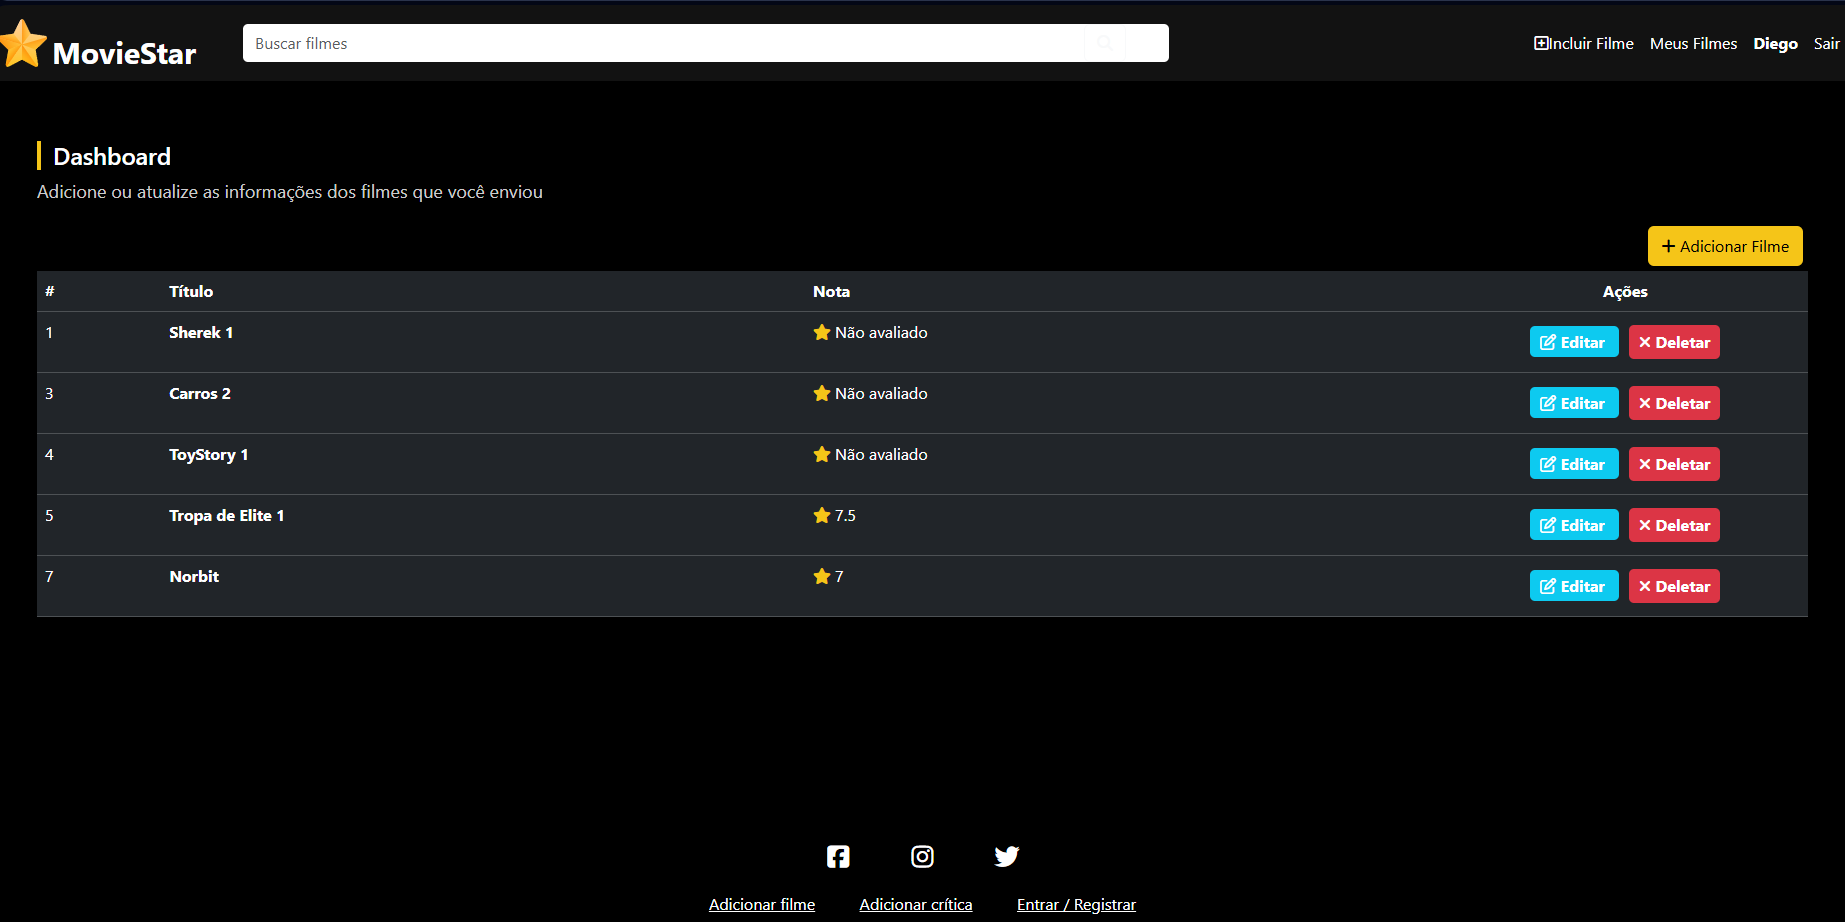 MovieStar
Buscar filmes
Incluir Filme Meus Filmes Diego Sair
Dashboard
Adicione ou atualize as informações dos filmes que você enviou
Adicionar Filme
# Título Nota Ações
1 Sherek 1 Não avaliado Editar Deletar
3 Carros 2 Não avaliado Editar Deletar
4 ToyStory 1 Não avaliado Editar Deletar
5 Tropa de Elite 1 7.5 Editar Deletar
7 Norbit 7 Editar Deletar
Adicionar filme Adicionar crítica Entrar / Registrar